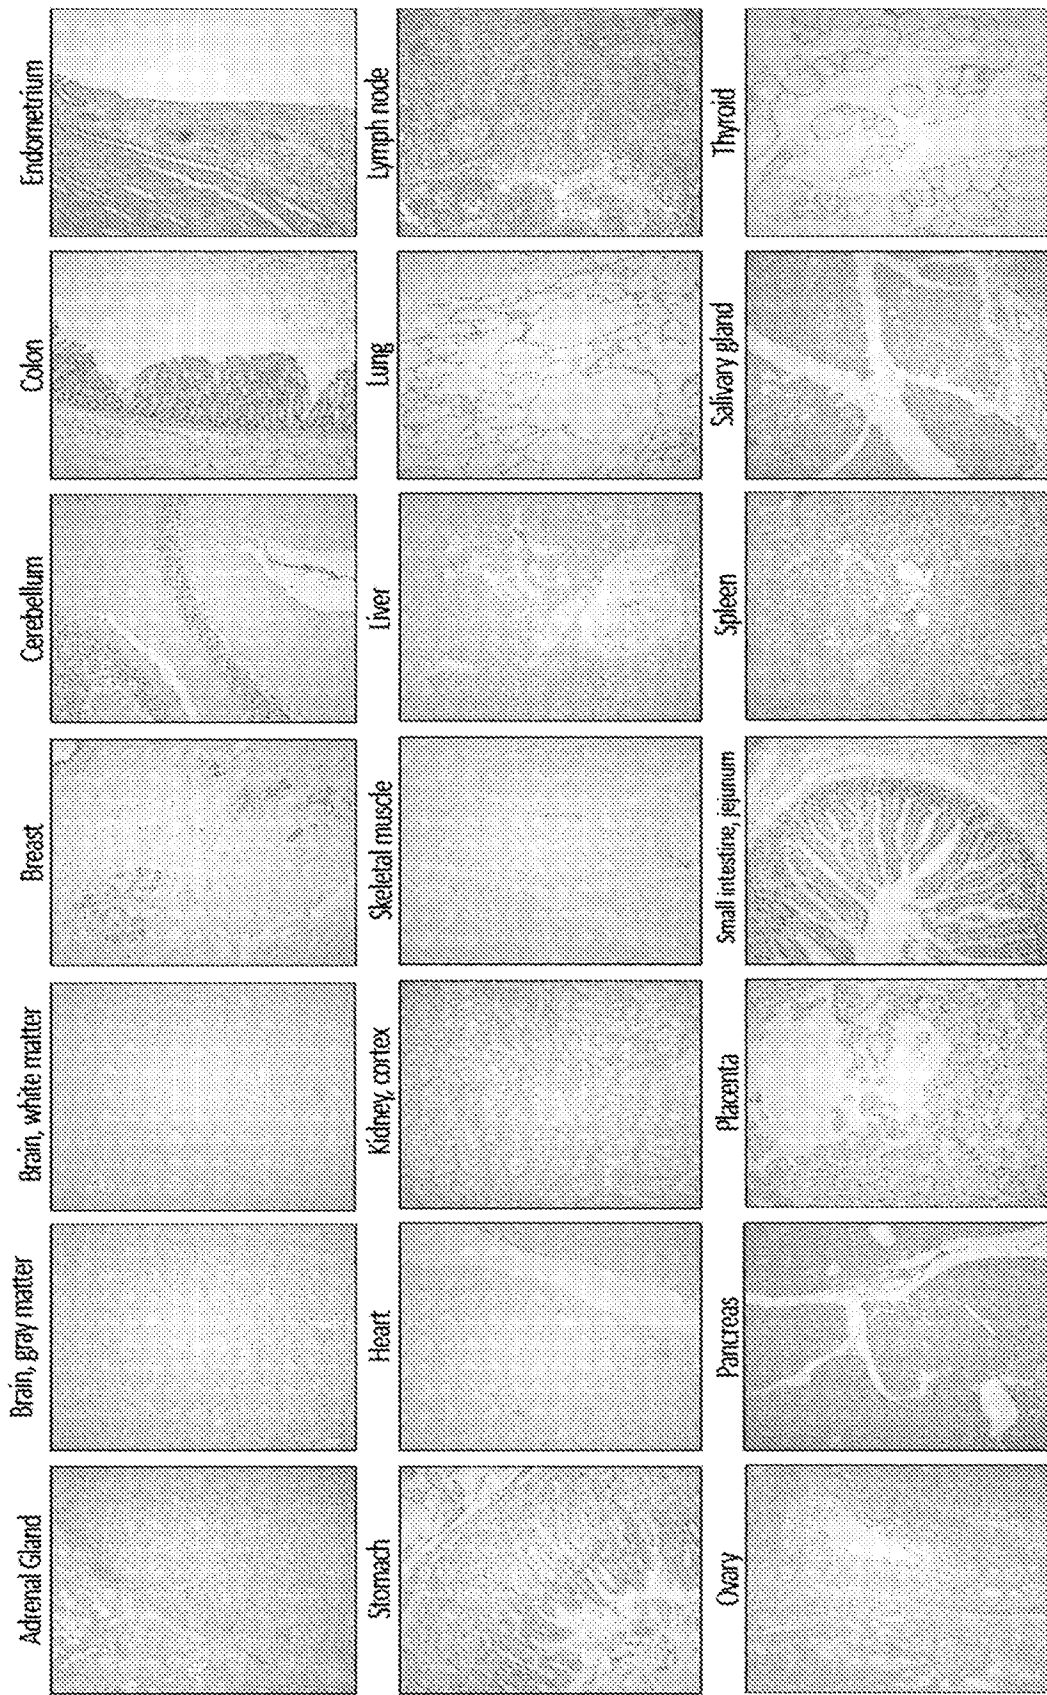 Adrenal Gland
Brain, gray matter
Brain, white matter
Breast
Cerebellum
Colon
Endometrium
Stomach
Heart
Kidney, cortex
Skeletal muscle
Liver
Lung
Lymph node
Ovary
Pancreas
Placenta
Small intestine, jejunum
Spleen
Salivary gland
Thyroid